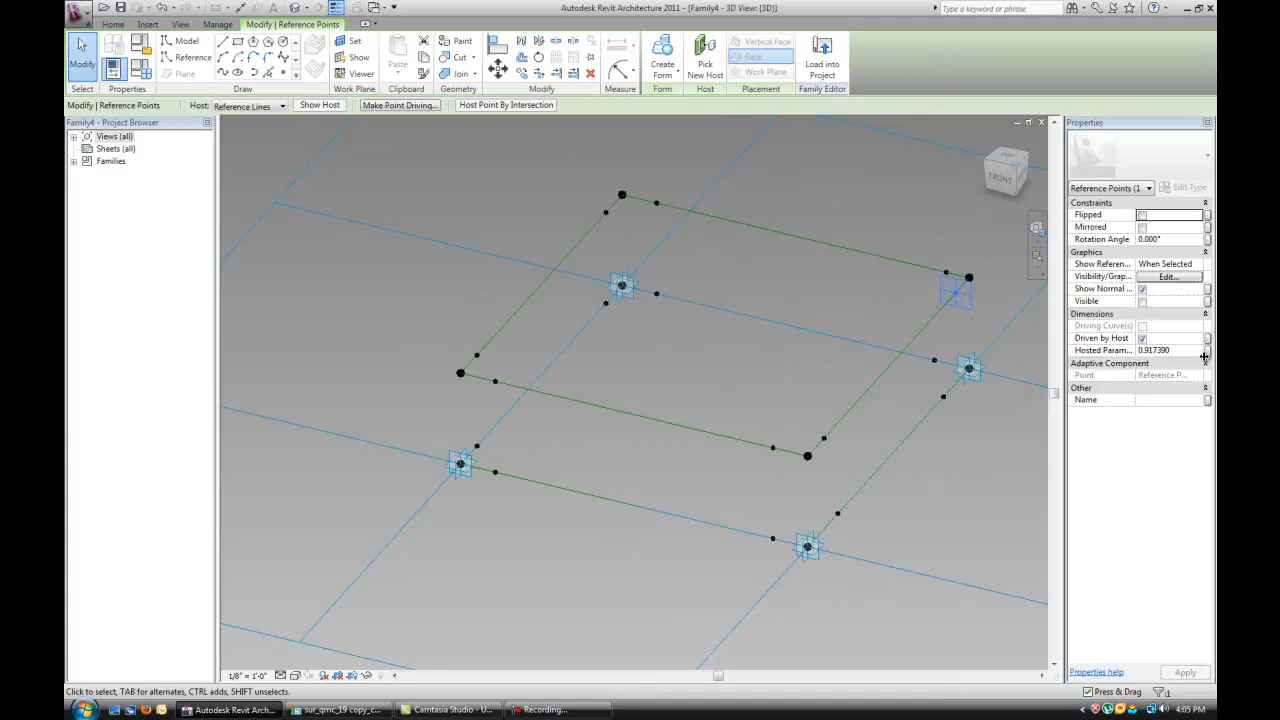 Autodesk Revit Architecture 2011 - [Family4 - 3D View: {3D}]
Type a keyword or phrase
Home Insert View Manage Modify | Reference Points
Modify
Model
Reference
Plane
Set
Show
Viewer
Paste
Paint
Cut
Join
Create Form
Pick New Host
Vertical Face
Face
Work Plane
Load into Project
Select Properties Draw Work Plane Clipboard Geometry Modify Measure Form Host Placement Family Editor
Modify | Reference Points Host: Reference Lines Show Host Make Point Driving... Host Point By Intersection
Family4 - Project Browser
Views (all)
Sheets (all)
Families
TOP
FRONT
Properties
Reference Points (1 Edit Type
Constraints
Flipped
Mirrored
Rotation Angle 0.000°
Graphics
Show Referen... When Selected
Visibility/Grap... Edit...
Show Normal ...
Visible
Dimensions
Driving Curve(s)
Driven by Host
Hosted Param... 0.917390
Adaptive Component
Point Reference P...
Other
Name
Properties help Apply
1/8" = 1'-0"
Click to select, TAB for alternates, CTRL adds, SHIFT unselects.
Press & Drag :1
Autodesk Revit Arch... sur_qmc_19 copy_c... Camtasia Studio - U... Recording... 4:05 PM